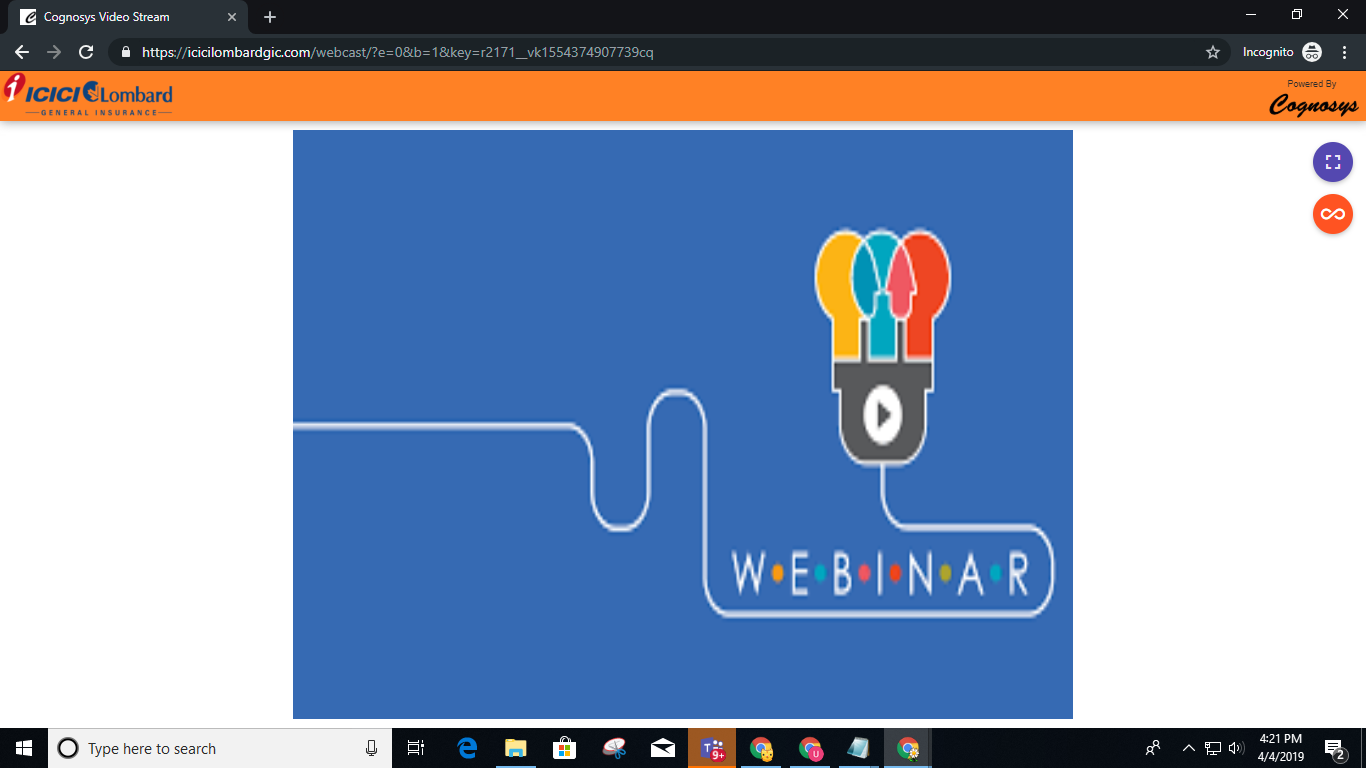 Cognosys Video Stream
https://icicilombardgic.com/webcast/?e=0&b=1&key=r2171__vk1554374907739cq
Incognito
i ICICI Lombard
GENERAL INSURANCE
Powered By
Cognosys
W•E•B•I•N•A•R
Type here to search
T
9+
U
4:21 PM
4/4/2019
2